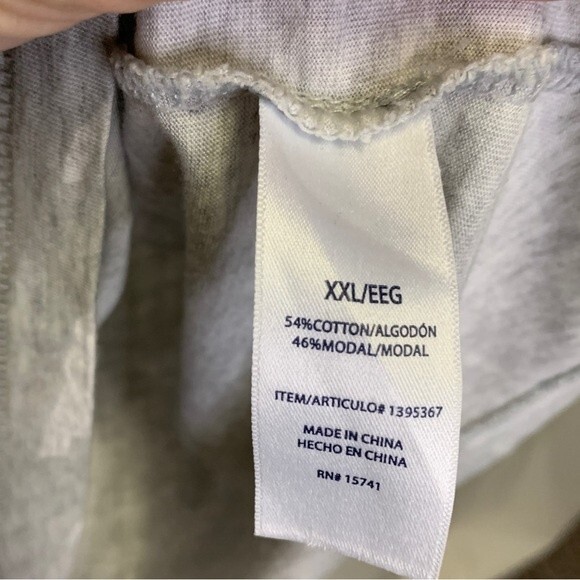 XXL/EEG
54%COTTON/ALGODÓN
46%MODAL/MODAL
ITEM/ARTICULO# 1395367
MADE IN CHINA
HECHO EN CHINA
RN# 15741